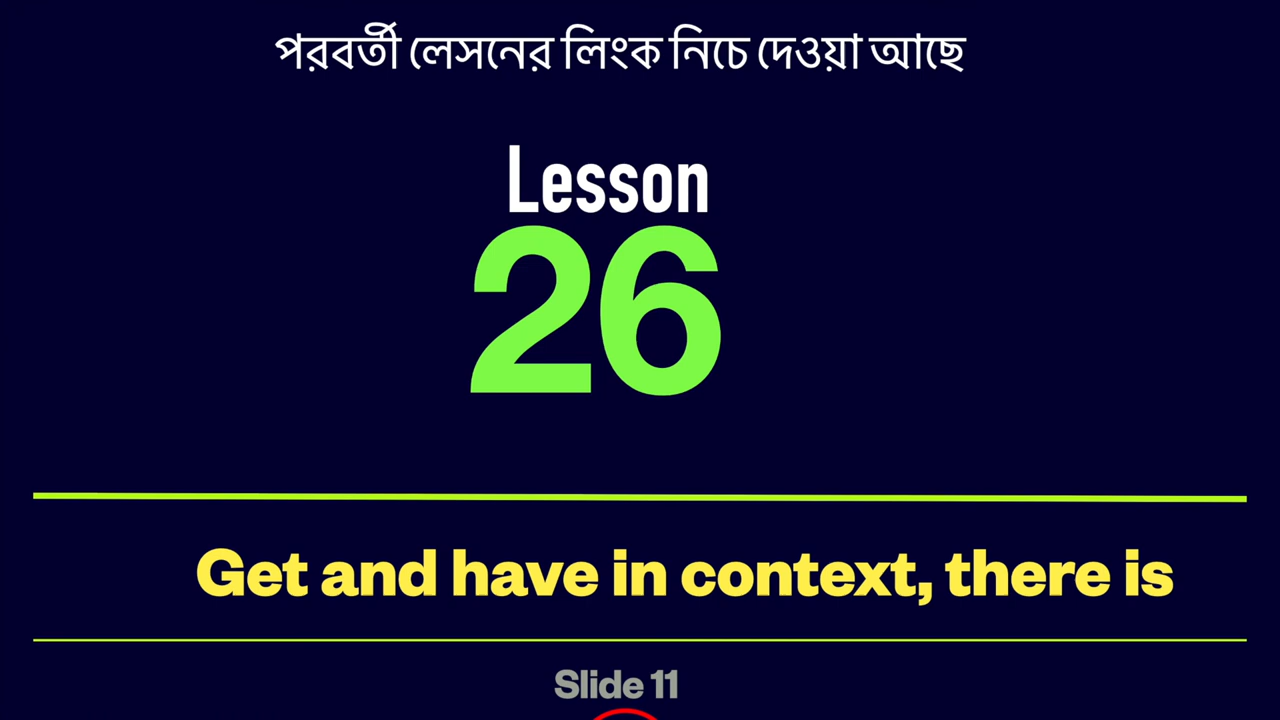 পরবর্তী লেসনের লিংক নিচে দেওয়া আছে
Lesson
26
Get and have in context, there is
Slide 11